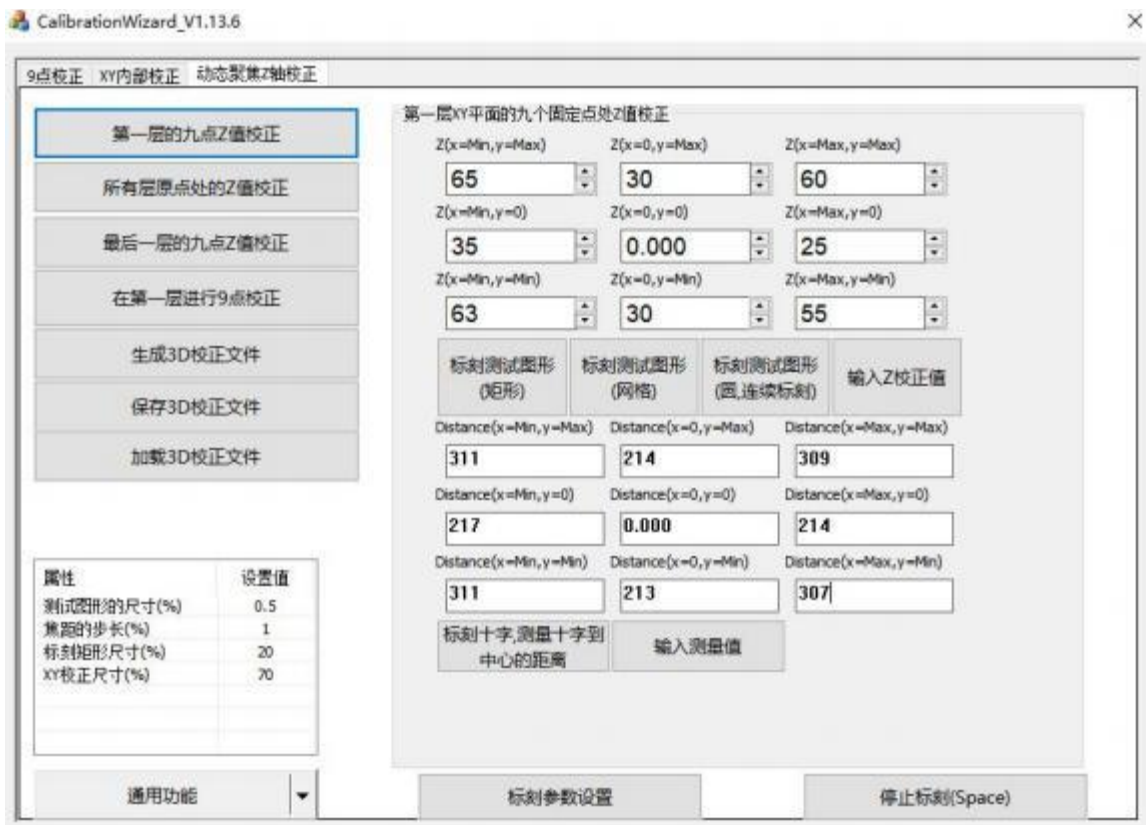 CalibrationWizard_V1.13.6
9点校正 XY内部校正 动态聚焦Z轴校正
第一层的九点Z值校正
所有层原点处的Z值校正
最后一层的九点Z值校正
在第一层进行9点校正
生成3D校正文件
保存3D校正文件
加载3D校正文件
属性 设置值
测试图形的尺寸(%) 0.5
焦距的步长(%) 1
标刻矩形尺寸(%) 20
XY校正尺寸(%) 70
通用功能
第一层XY平面的九个固定点处Z值校正
Z(x=Min,y=Max) Z(x=0,y=Max) Z(x=Max,y=Max)
65 30 60
Z(x=Min,y=0) Z(x=0,y=0) Z(x=Max,y=0)
35 0.000 25
Z(x=Min,y=Min) Z(x=0,y=Min) Z(x=Max,y=Min)
63 30 55
标刻测试图形
(矩形)
标刻测试图形
(网格)
标刻测试图形
(圆,连续标刻)
输入Z校正值
Distance(x=Min,y=Max) Distance(x=0,y=Max) Distance(x=Max,y=Max)
311 214 309
Distance(x=Min,y=0) Distance(x=0,y=0) Distance(x=Max,y=0)
217 0.000 214
Distance(x=Min,y=Min) Distance(x=0,y=Min) Distance(x=Max,y=Min)
311 213 307
标刻十字,测量十字到
中心的距离
输入测量值
标刻参数设置
停止标刻(Space)